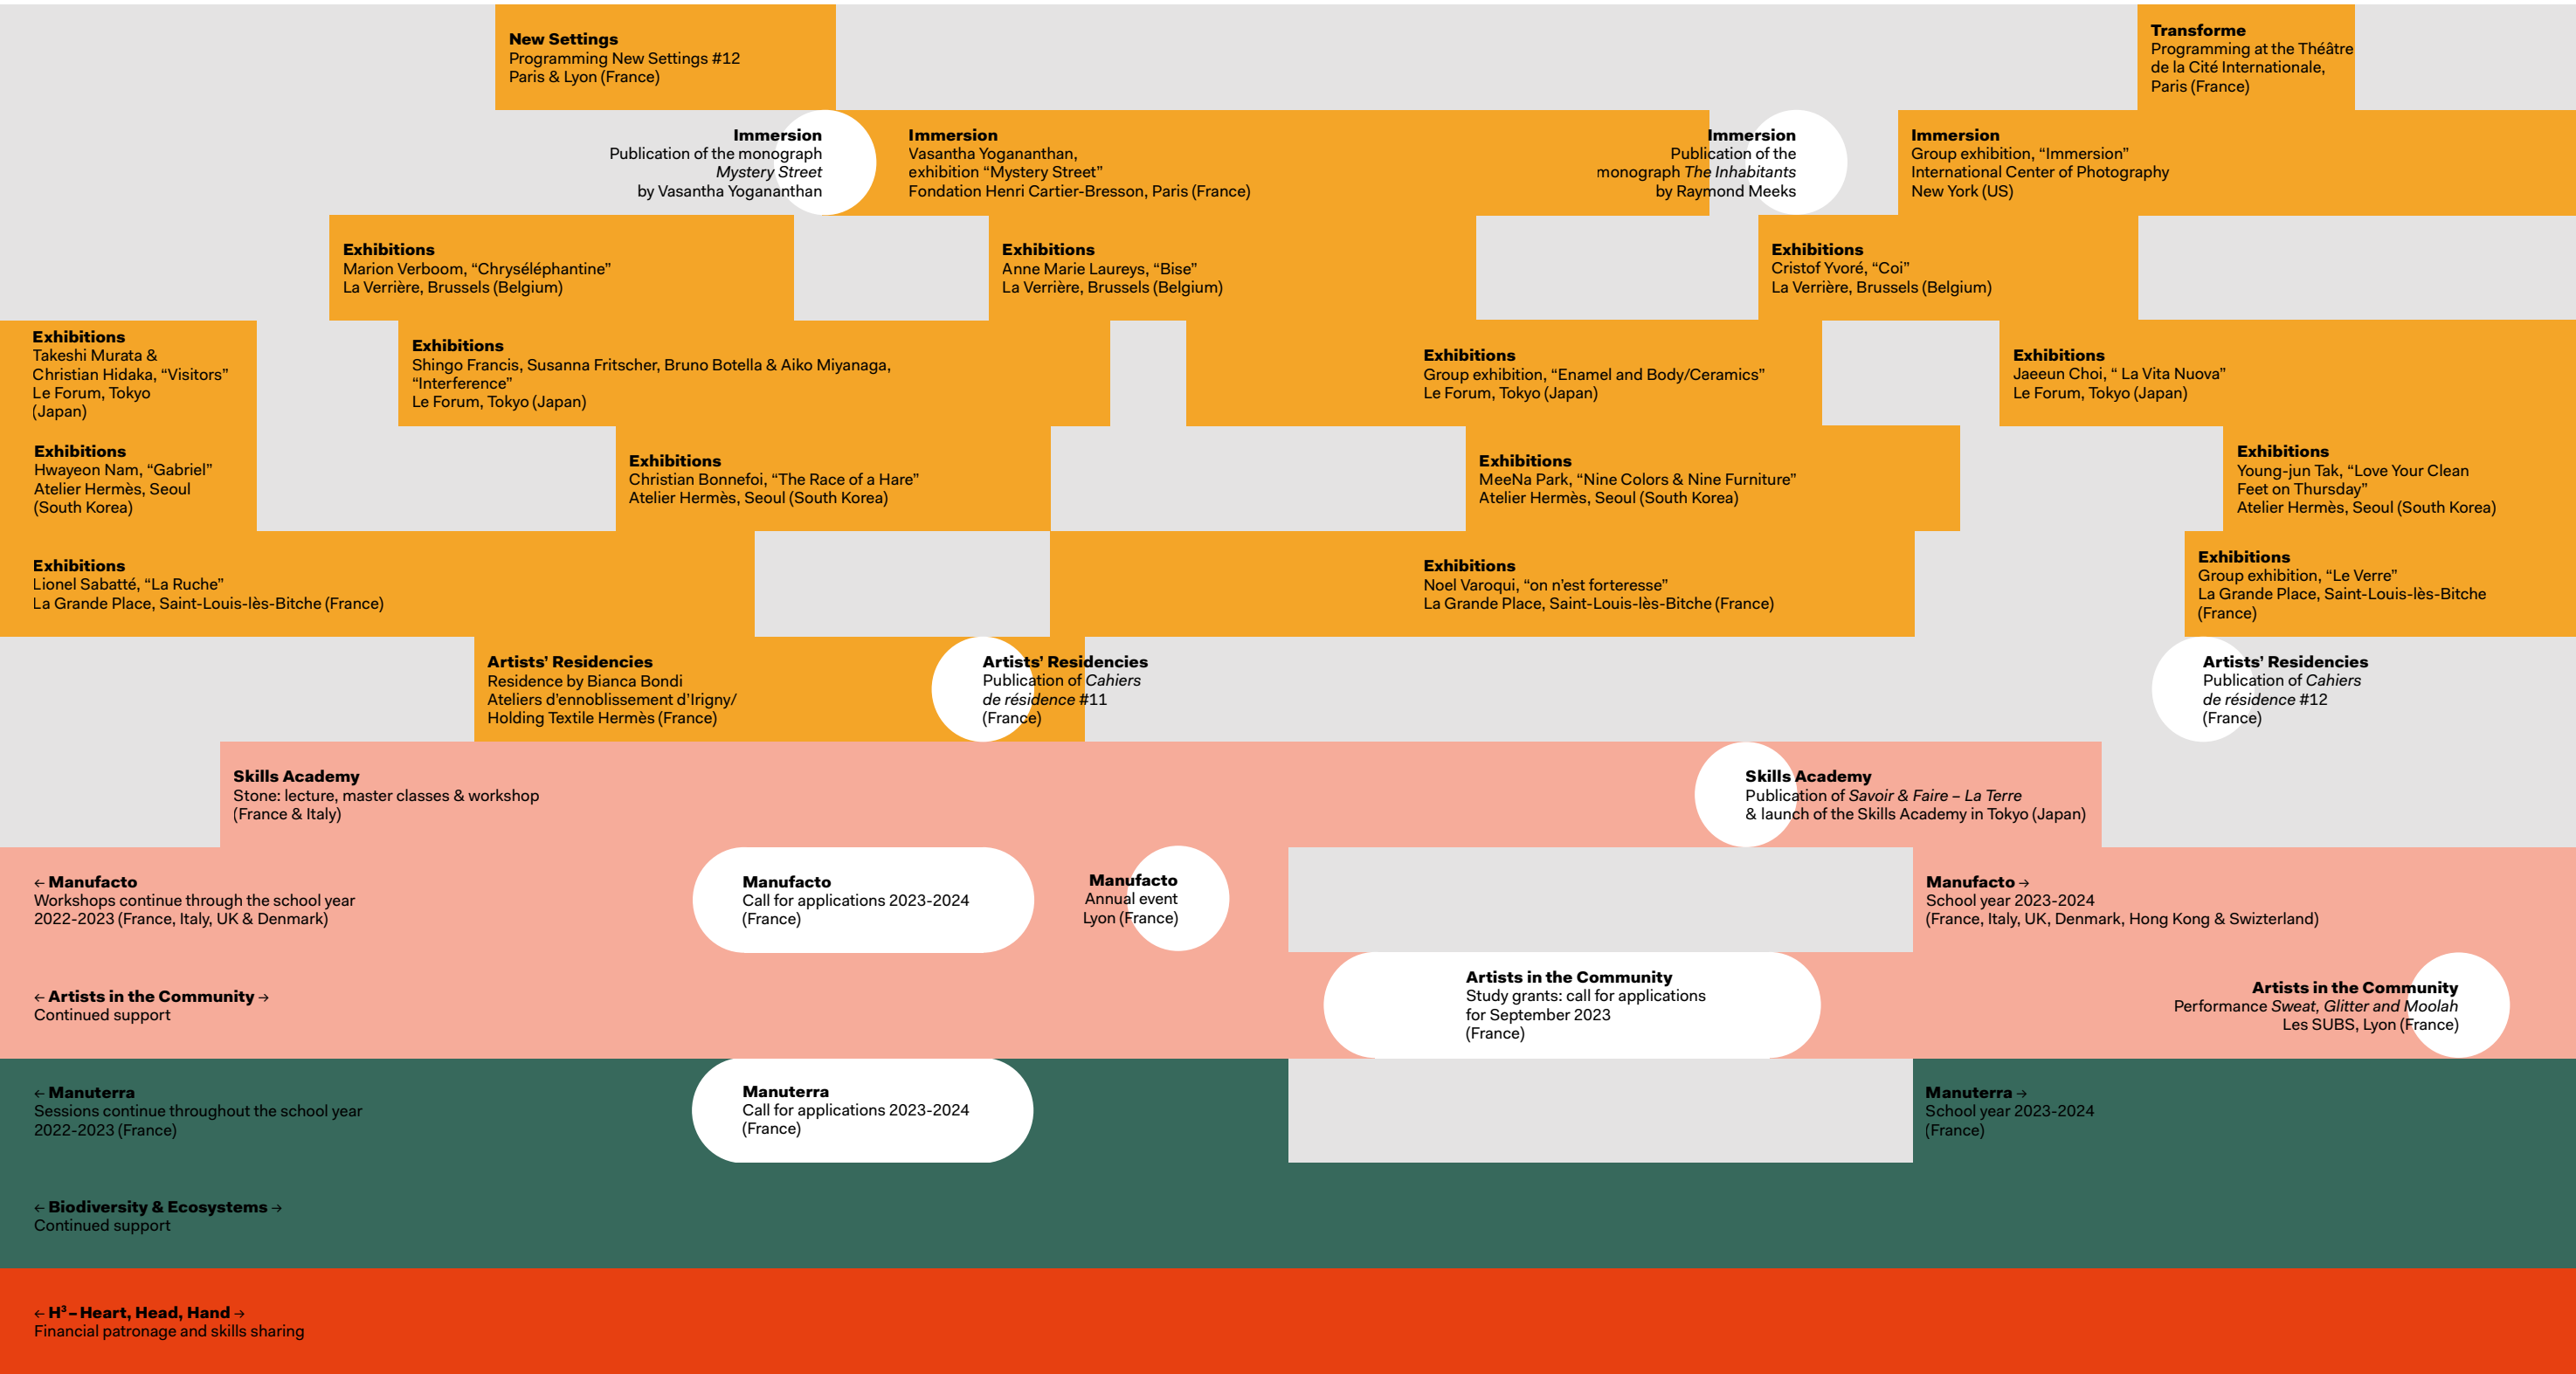 New Settings
Programming New Settings #12
Paris & Lyon (France)
Transforme
Programming at the Théâtre
de la Cité Internationale,
Paris (France)
Immersion
Publication of the monograph
Mystery Street
by Vasantha Yogananthan
Immersion
Vasantha Yogananthan,
exhibition “Mystery Street”
Fondation Henri Cartier-Bresson, Paris (France)
Immersion
Publication of the
monograph The Inhabitants
by Raymond Meeks
Immersion
Group exhibition, “Immersion”
International Center of Photography
New York (US)
Exhibitions
Marion Verboom, “Chryséléphantine”
La Verrière, Brussels (Belgium)
Exhibitions
Anne Marie Laureys, “Bise”
La Verrière, Brussels (Belgium)
Exhibitions
Cristof Yvoré, “Coi”
La Verrière, Brussels (Belgium)
Exhibitions
Takeshi Murata &
Christian Hidaka, “Visitors”
Le Forum, Tokyo
(Japan)
Exhibitions
Shingo Francis, Susanna Fritscher, Bruno Botella & Aiko Miyanaga,
“Interference”
Le Forum, Tokyo (Japan)
Exhibitions
Group exhibition, “Enamel and Body/Ceramics”
Le Forum, Tokyo (Japan)
Exhibitions
Jaeeun Choi, “ La Vita Nuova”
Le Forum, Tokyo (Japan)
Exhibitions
Hwayeon Nam, “Gabriel”
Atelier Hermès, Seoul
(South Korea)
Exhibitions
Christian Bonnefoi, “The Race of a Hare”
Atelier Hermès, Seoul (South Korea)
Exhibitions
MeeNa Park, “Nine Colors & Nine Furniture”
Atelier Hermès, Seoul (South Korea)
Exhibitions
Young-jun Tak, “Love Your Clean
Feet on Thursday”
Atelier Hermès, Seoul (South Korea)
Exhibitions
Lionel Sabatté, “La Ruche”
La Grande Place, Saint-Louis-lès-Bitche (France)
Exhibitions
Noel Varoqui, “on n’est forteresse”
La Grande Place, Saint-Louis-lès-Bitche (France)
Exhibitions
Group exhibition, “Le Verre”
La Grande Place, Saint-Louis-lès-Bitche
(France)
Artists’ Residencies
Residence by Bianca Bondi
Ateliers d’ennoblissement d’Irigny/
Holding Textile Hermès (France)
Artists’ Residencies
Publication of Cahiers
de résidence #11
(France)
Artists’ Residencies
Publication of Cahiers
de résidence #12
(France)
Skills Academy
Stone: lecture, master classes & workshop
(France & Italy)
Skills Academy
Publication of Savoir & Faire – La Terre
& launch of the Skills Academy in Tokyo (Japan)
← Manufacto
Workshops continue through the school year
2022-2023 (France, Italy, UK & Denmark)
Manufacto
Call for applications 2023-2024
(France)
Manufacto
Annual event
Lyon (France)
Manufacto →
School year 2023-2024
(France, Italy, UK, Denmark, Hong Kong & Swizterland)
← Artists in the Community →
Continued support
Artists in the Community
Study grants: call for applications
for September 2023
(France)
Artists in the Community
Performance Sweat, Glitter and Moolah
Les SUBS, Lyon (France)
← Manuterra
Sessions continue throughout the school year
2022-2023 (France)
Manuterra
Call for applications 2023-2024
(France)
Manuterra →
School year 2023-2024
(France)
← Biodiversity & Ecosystems →
Continued support
← H³ – Heart, Head, Hand →
Financial patronage and skills sharing